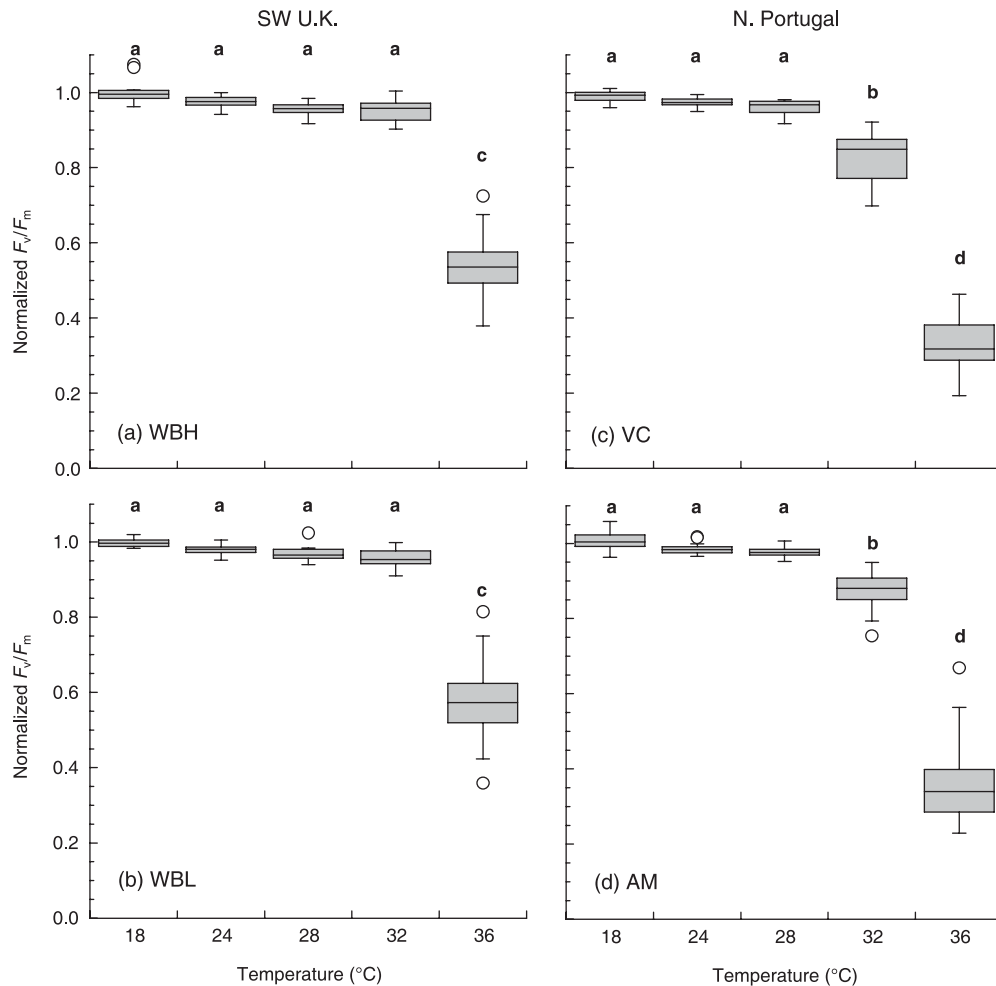 SW U.K.
N. Portugal
a a a a c
1.0
0.8
0.6
0.4
0.2
0.0
Normalized Fv/Fm
(a) WBH
a a a b d
(c) VC
a a a a c
1.0
0.8
0.6
0.4
0.2
0.0
Normalized Fv/Fm
(b) WBL
18 24 28 32 36
Temperature (°C)
a a a b d
(d) AM
18 24 28 32 36
Temperature (°C)